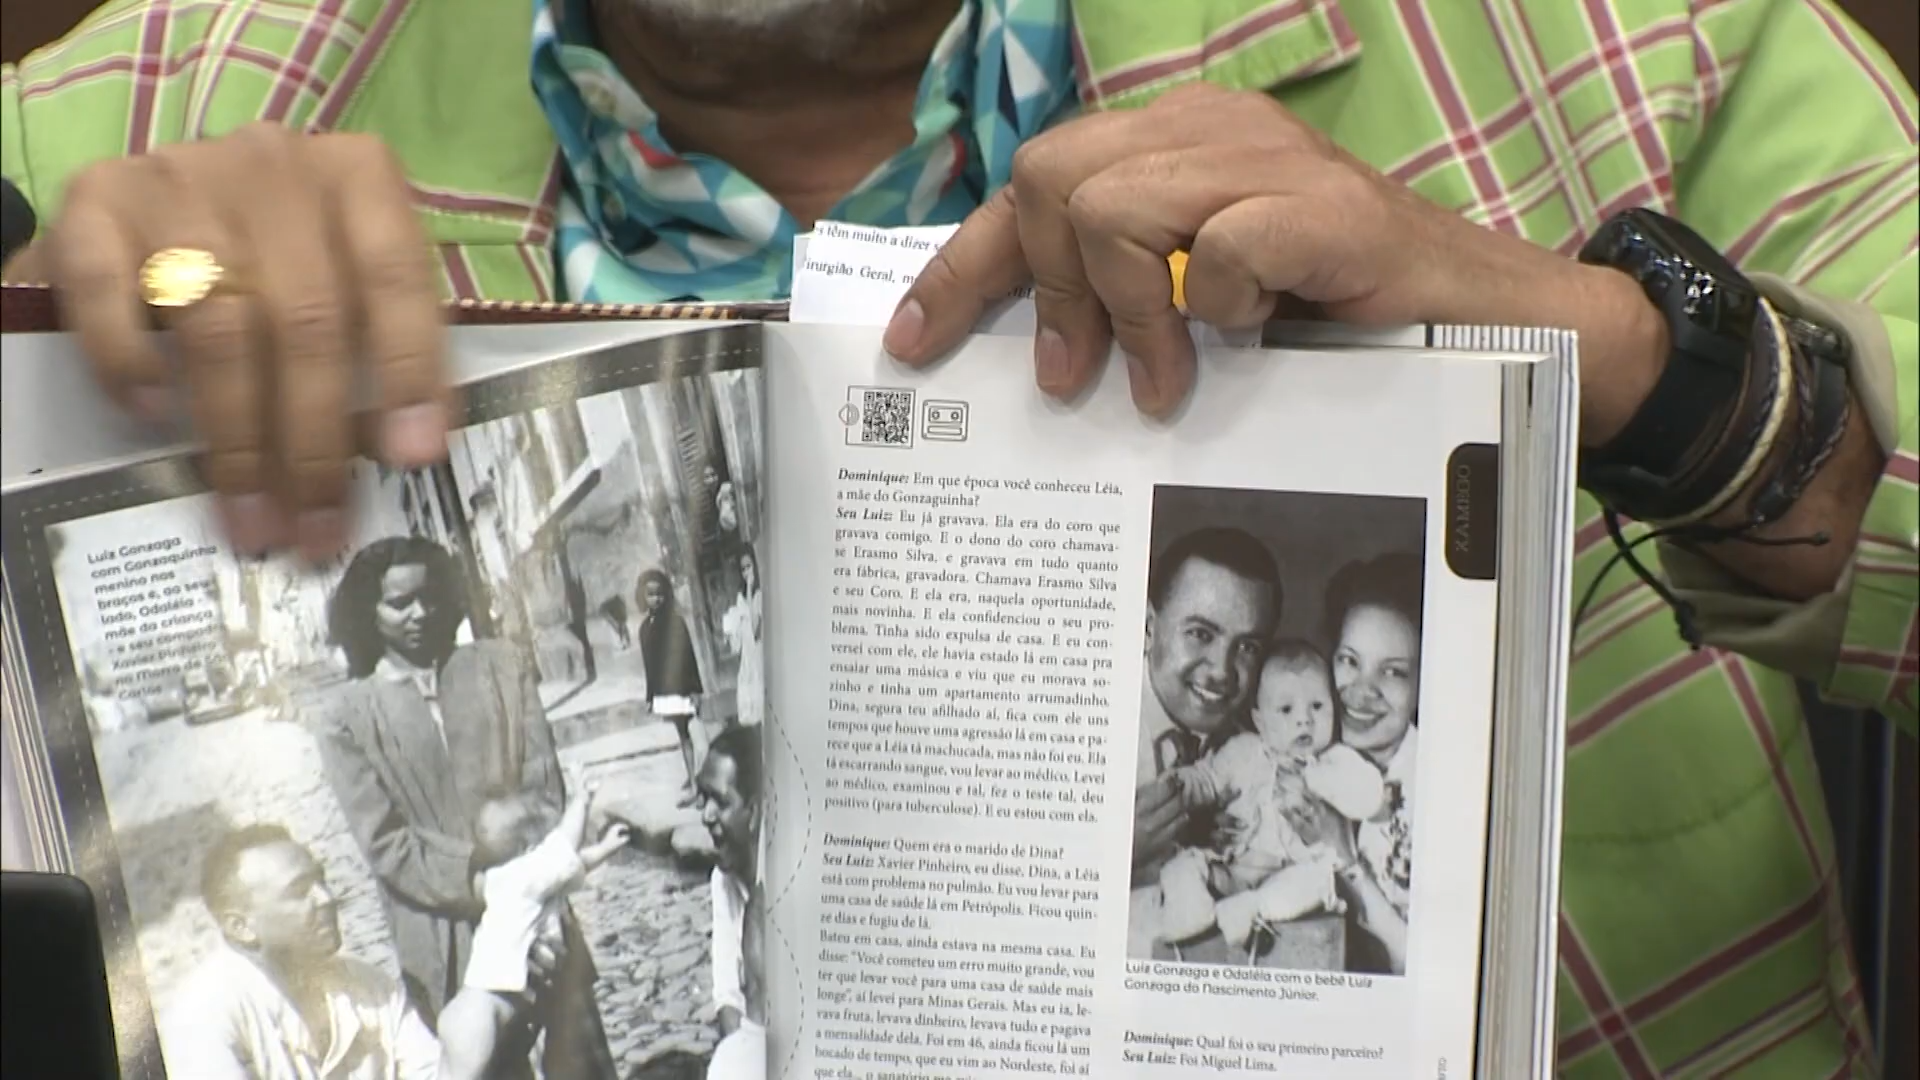 s têm muito a dizer
irurgião Geral, m
Luiz Gonzaga
com Gonzaguinha
menino nos
braços e, ao seu
lado, Odaléia -
mãe da criança
- e seu compadre
Xavier Pinheiro
no Morro de São
Carlos
Dominique: Em que época você conheceu Léia,
a mãe do Gonzaguinha?
Seu Luiz: Eu já gravava. Ela era do coro que
gravava comigo. E o dono do coro chamava-
se Erasmo Silva, e gravava em tudo quanto
era fábrica, gravadora. Chamava Erasmo Silva
e seu Coro. E ela era, naquela oportunidade,
mais novinha. E ela confidenciou o seu pro-
blema. Tinha sido expulsa de casa. E eu con-
versei com ele, ele havia estado lá em casa pra
ensaiar uma música e viu que eu morava so-
zinho e tinha um apartamento arrumadinho.
Dina, segura teu afilhado aí, fica com ele uns
tempos que houve uma agressão lá em casa e pa-
rece que a Léia tá machucada, mas não foi eu. Ela
tá escarrando sangue, vou levar ao médico. Levei
ao médico, examinou e tal, fez o teste tal, deu
positivo (para tuberculose). E eu estou com ela.
Dominique: Quem era o marido de Dina?
Seu Luiz: Xavier Pinheiro, eu disse, Dina, a Léia
está com problema no pulmão. Eu vou levar para
uma casa de saúde lá em Petrópolis. Ficou quin-
ze dias e fugiu de lá.
Bateu em casa, ainda estava na mesma casa. Eu
disse: "Você cometeu um erro muito grande, vou
ter que levar você para uma casa de saúde mais
longe", aí levei para Minas Gerais. Mas eu ia, le-
vava fruta, levava dinheiro, levava tudo e pagava
a mensalidade dela. Foi em 46, ainda ficou lá um
bocado de tempo, que eu vim ao Nordeste, foi aí
que ela... o sanatório
XAMEGO
Luiz Gonzaga e Odaléia com o bebê Luiz
Gonzaga do Nascimento Júnior.
Dominique: Qual foi o seu primeiro parceiro?
Seu Luiz: Foi Miguel Lima.